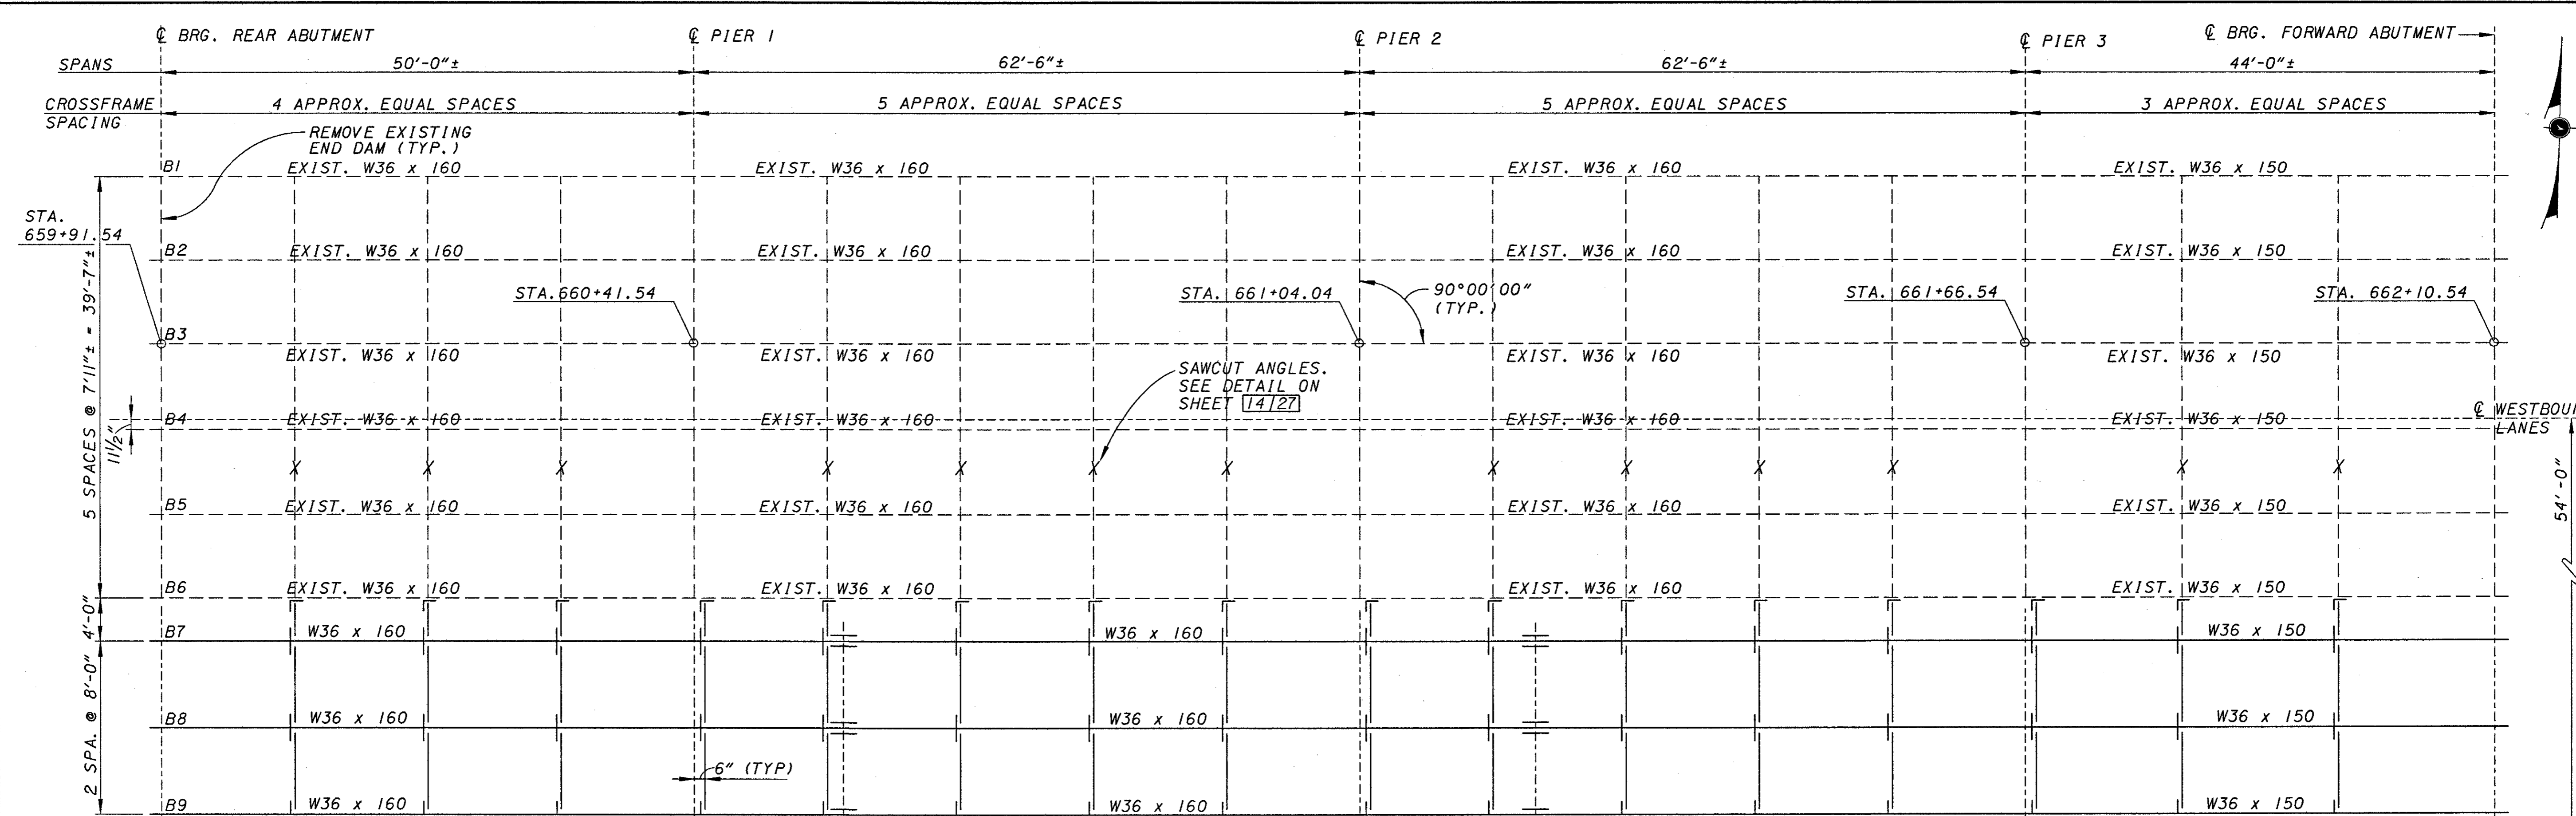 ℄ BRG. REAR ABUTMENT
℄ PIER 1
℄ PIER 2
℄ PIER 3
℄ BRG. FORWARD ABUTMENT
SPANS
50'-0"±
62'-6"±
62'-6"±
44'-0"±
CROSSFRAME
SPACING
4 APPROX. EQUAL SPACES
5 APPROX. EQUAL SPACES
5 APPROX. EQUAL SPACES
3 APPROX. EQUAL SPACES
REMOVE EXISTING
END DAM (TYP.)
B1
EXIST. W36 x 160
EXIST. W36 x 160
EXIST. W36 x 160
EXIST. W36 x 150
STA.
659+91.54
B2
EXIST. W36 x 160
EXIST. W36 x 160
EXIST. W36 x 160
EXIST. W36 x 150
STA.660+41.54
STA. 661+04.04
90°00'00"
(TYP.)
STA. 661+66.54
STA. 662+10.54
B3
EXIST. W36 x 160
EXIST. W36 x 160
EXIST. W36 x 160
EXIST. W36 x 150
SAWCUT ANGLES.
SEE DETAIL ON
SHEET 14/27
5 SPACES @ 7'11"± = 39'-7"±
11½"
B4
EXIST. W36 x 160
EXIST. W36 x 160
EXIST. W36 x 160
EXIST. W36 x 150
℄ WESTBOU
LANES
54'-0"
B5
EXIST. W36 x 160
EXIST. W36 x 160
EXIST. W36 x 160
EXIST. W36 x 150
B6
EXIST. W36 x 160
EXIST. W36 x 160
EXIST. W36 x 160
EXIST. W36 x 150
4'-0"
B7
W36 x 160
W36 x 160
W36 x 150
2 SPA. @ 8'-0"
B8
W36 x 160
W36 x 160
W36 x 150
6" (TYP)
B9
W36 x 160
W36 x 160
W36 x 150